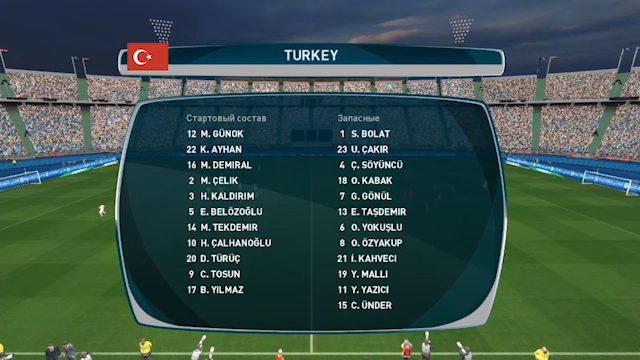 TURKEY
Стартовый состав
12 M. GÜNOK
22 K. AYHAN
16 M. DEMIRAL
2 M. ÇELIK
3 H. KALDIRIM
5 E. BELÖZOĞLU
14 M. TEKDEMIR
10 H. ÇALHANOĞLU
20 D. TÜRÜÇ
9 C. TOSUN
17 B. YILMAZ
Запасные
1 S. BOLAT
23 U. ÇAKIR
4 Ç. SÖYÜNCÜ
18 O. KABAK
7 G. GÖNÜL
13 E. TAŞDEMIR
6 O. YOKUŞLU
8 O. ÖZYAKUP
21 İ. KAHVECI
19 Y. MALLI
11 Y. YAZICI
15 C. ÜNDER